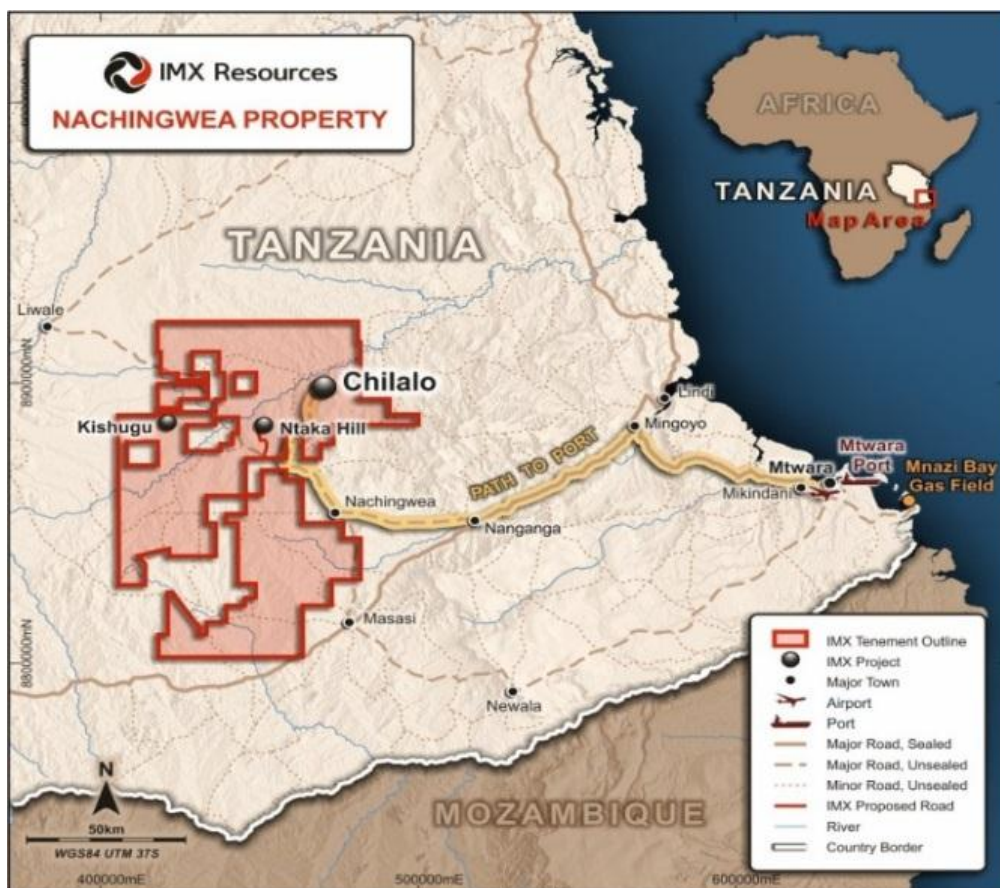 IMX Resources
NACHINGWEA PROPERTY
AFRICA
TANZANIA
Map Area
TANZANIA
Liwale
8900000mN
Chilalo
Kishugu
Ntaka Hill
Lindi
Mingoyo
PATH TO PORT
Mtwara
Port
Mtwara
Mikindani
Mnazi Bay
Gas Field
Nachingwea
Nanganga
Masasi
8800000mN
Newala
MOZAMBIQUE
N
50km
WGS84 UTM 37S
400000mE
500000mE
600000mE
IMX Tenement Outline
IMX Project
Major Town
Airport
Port
Major Road, Sealed
Major Road, Unsealed
Minor Road, Unsealed
IMX Proposed Road
River
Country Border